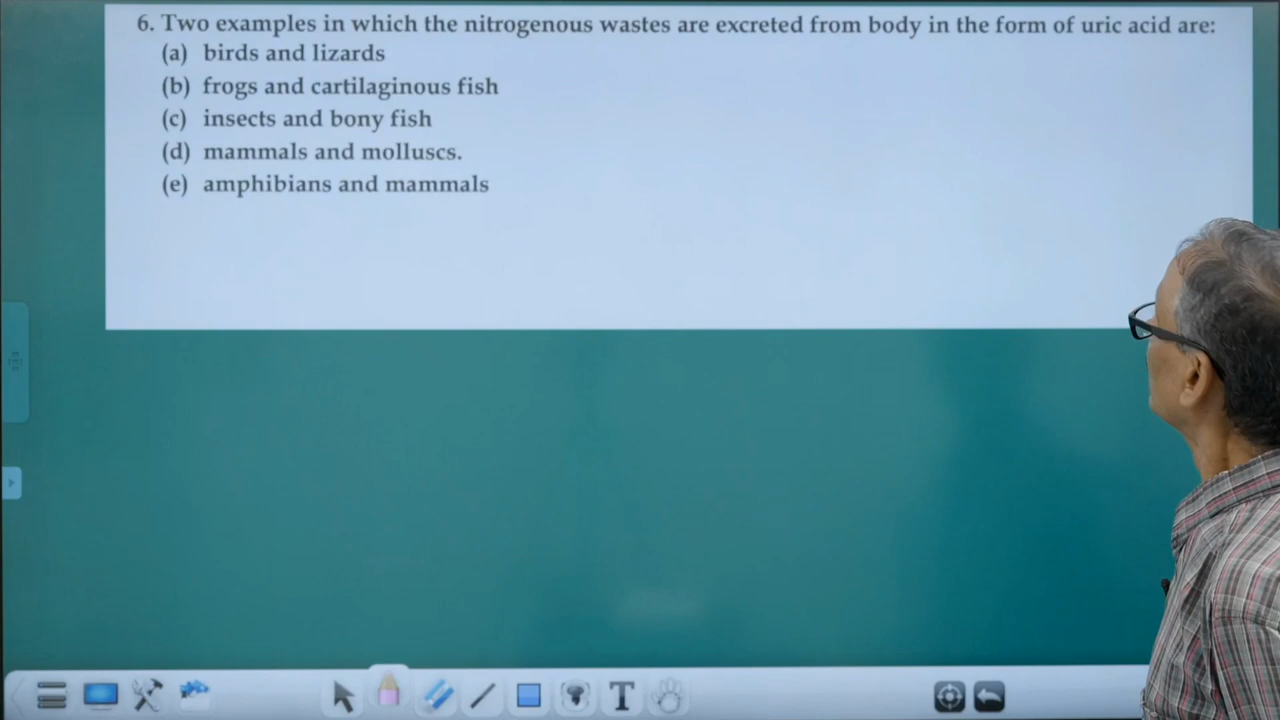 6. Two examples in which the nitrogenous wastes are excreted from body in the form of uric acid are:
(a) birds and lizards
(b) frogs and cartilaginous fish
(c) insects and bony fish
(d) mammals and molluscs.
(e) amphibians and mammals
T